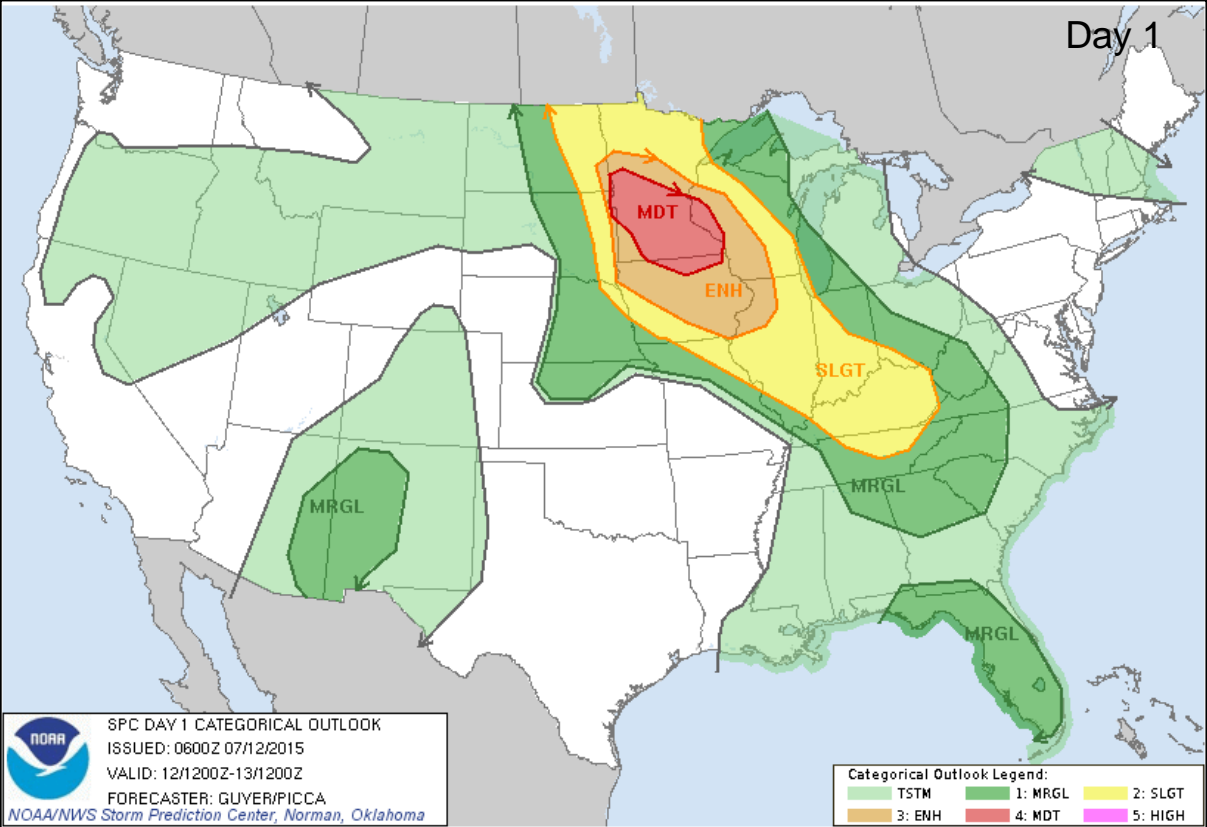 Day 1
MDT
ENH
SLGT
MRGL
MRGL
MRGL
NOAA
SPC DAY 1 CATEGORICAL OUTLOOK
ISSUED: 0600Z 07/12/2015
VALID: 12/1200Z-13/1200Z
FORECASTER: GUYER/PICCA
NOAA/NWS Storm Prediction Center, Norman, Oklahoma
Categorical Outlook Legend:
TSTM 1: MRGL 2: SLGT
3: ENH 4: MDT 5: HIGH